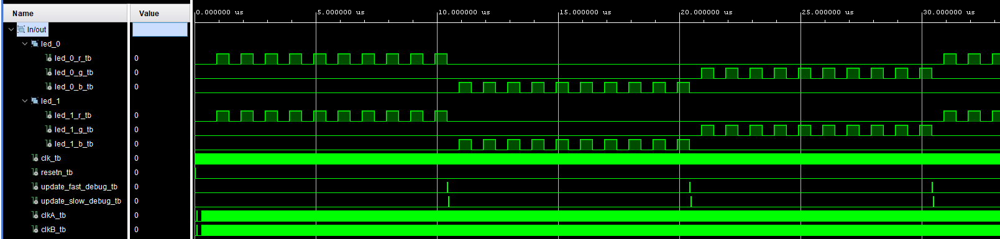 Name Value 0.000000 us 5.000000 us 10.000000 us 15.000000 us 20.000000 us 25.000000 us 30.000000 us
In/out
led_0
led_0_r_tb 0
led_0_g_tb 0
led_0_b_tb 0
led_1
led_1_r_tb 0
led_1_g_tb 0
led_1_b_tb 0
clk_tb 0
resetn_tb 0
update_fast_debug_tb 0
update_slow_debug_tb 0
clkA_tb 0
clkB_tb 0